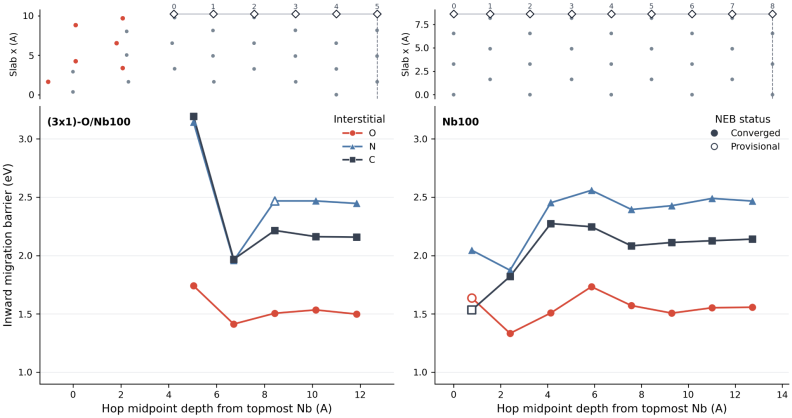 0 1 2 3 4 5
10
5
0
Slab x (A)
0 1 2 3 4 5 6 7 8
7.5
5.0
2.5
0.0
Slab x (A)
(3x1)-O/Nb100
Interstitial
O
N
C
3.0
2.5
2.0
1.5
1.0
Inward migration barrier (eV)
0 2 4 6 8 10 12
Hop midpoint depth from topmost Nb (A)
Nb100
NEB status
Converged
Provisional
3.0
2.5
2.0
1.5
1.0
0 2 4 6 8 10 12 14
Hop midpoint depth from topmost Nb (A)